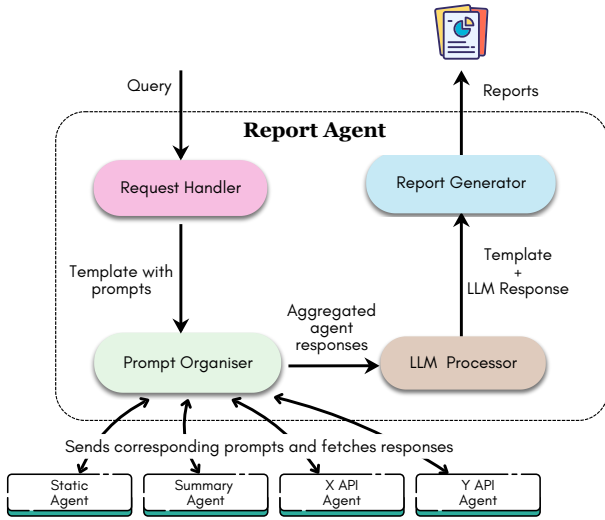 Query
Reports
Report Agent
Request Handler
Report Generator
Template with
prompts
Template
+
LLM Response
Aggregated
agent
responses
Prompt Organiser
LLM Processor
Sends corresponding prompts and fetches responses
Static
Agent
Summary
Agent
X API
Agent
Y API
Agent